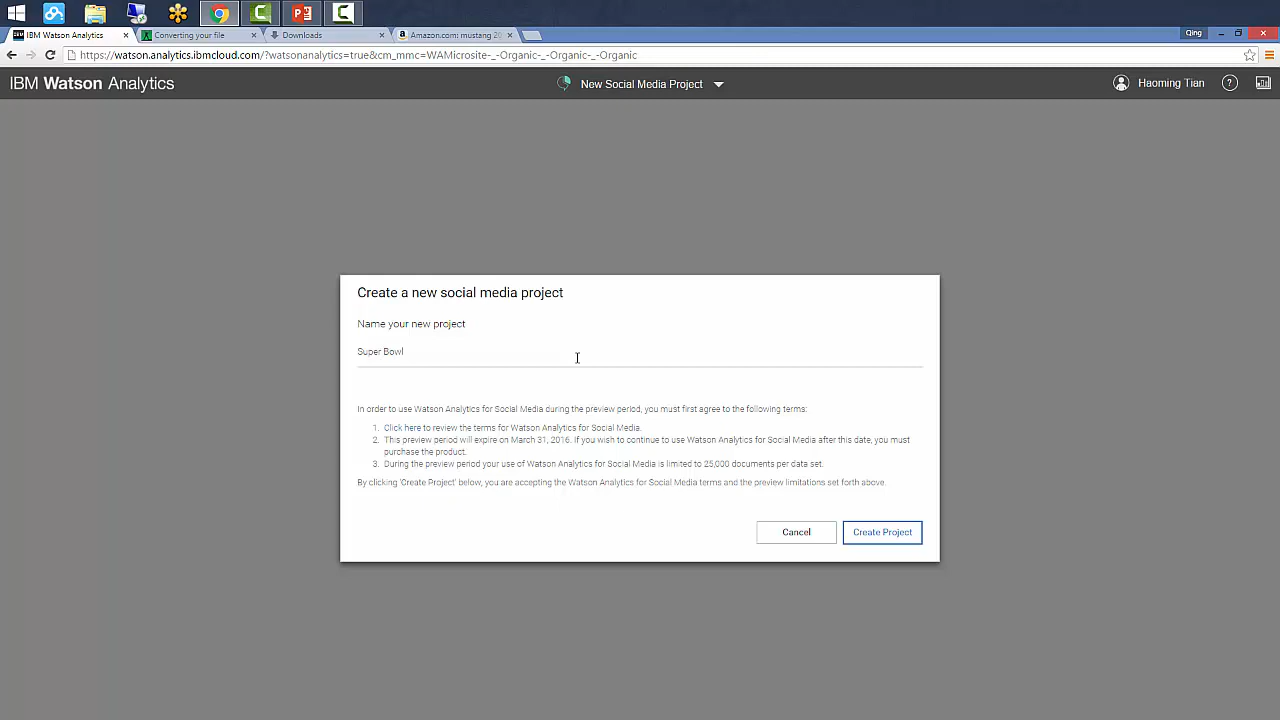 IBM Watson Analytics
Converting your file
Downloads
Amazon.com: mustang 20
Qing
https://watson.analytics.ibmcloud.com/?watsonanalytics=true&cm_mmc=WAMicrosite-_-Organic-_-Organic-_-Organic
IBM Watson Analytics
New Social Media Project
Haoming Tian
?
Create a new social media project
Name your new project
Super Bowl
In order to use Watson Analytics for Social Media during the preview period, you must first agree to the following terms:
1. Click here to review the terms for Watson Analytics for Social Media.
2. This preview period will expire on March 31, 2016. If you wish to continue to use Watson Analytics for Social Media after this date, you must
purchase the product.
3. During the preview period your use of Watson Analytics for Social Media is limited to 25,000 documents per data set.
By clicking 'Create Project' below, you are accepting the Watson Analytics for Social Media terms and the preview limitations set forth above.
Cancel
Create Project